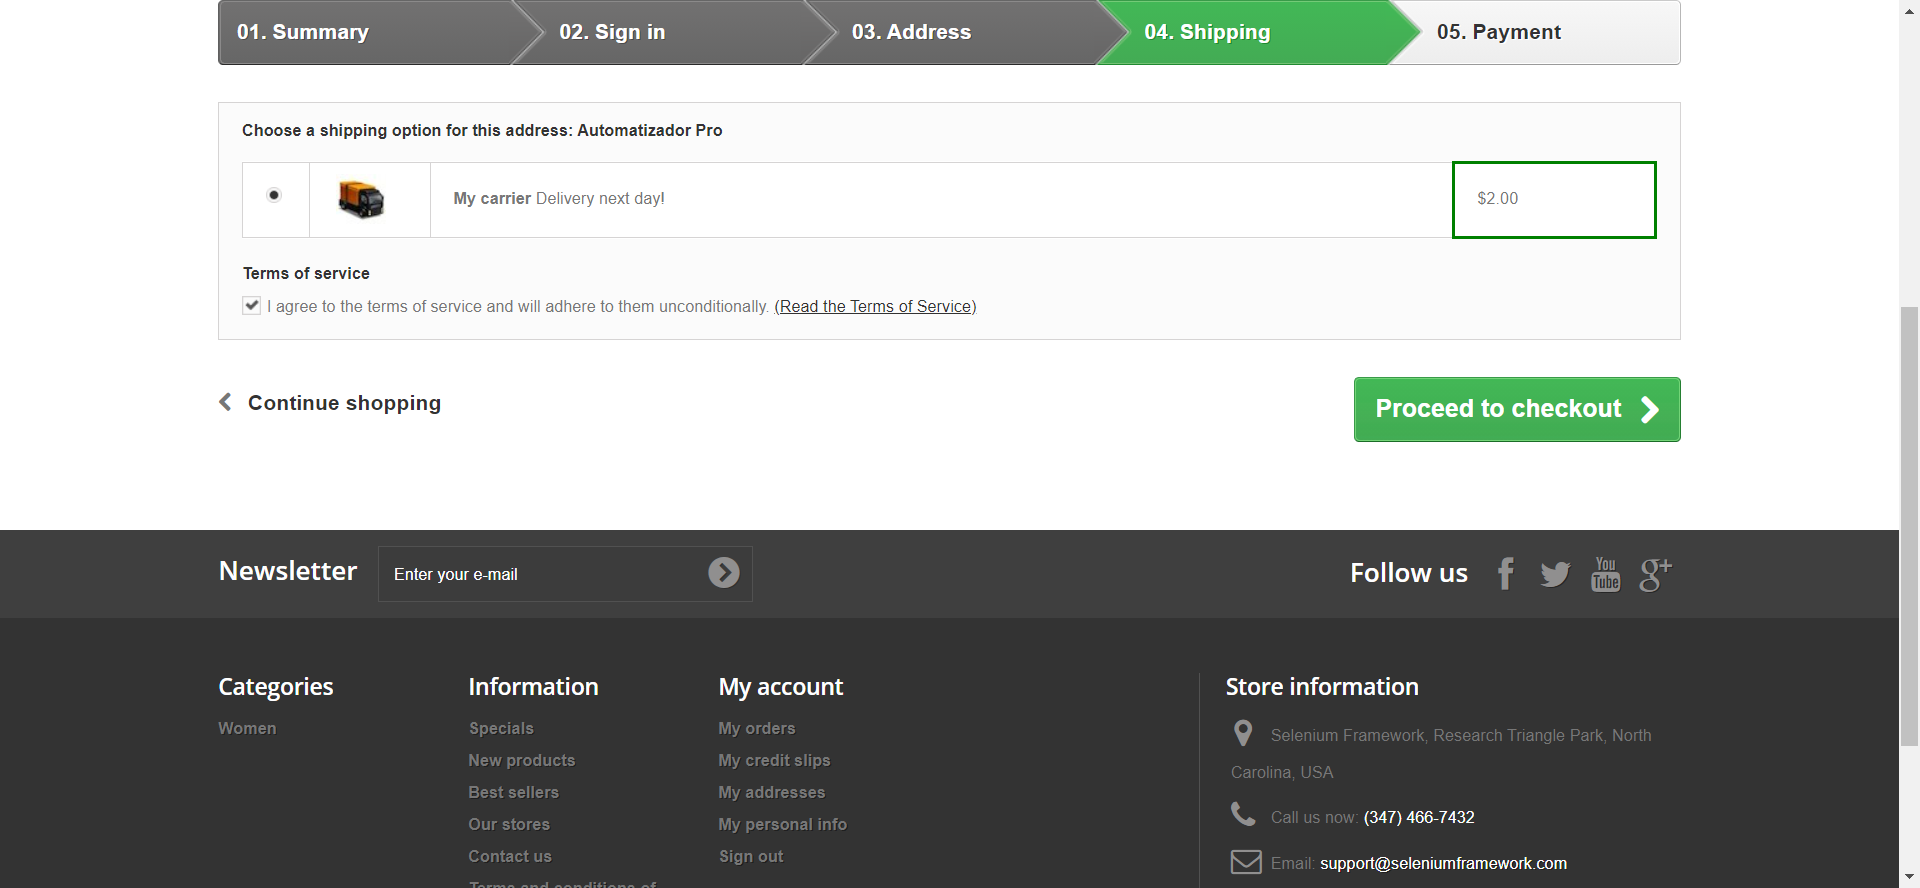 01. Summary
02. Sign in
03. Address
04. Shipping
05. Payment
Choose a shipping option for this address: Automatizador Pro
My carrier Delivery next day!
$2.00
Terms of service
I agree to the terms of service and will adhere to them unconditionally. (Read the Terms of Service)
Continue shopping
Proceed to checkout
Newsletter
Enter your e-mail
Follow us
You
Tube
g+
Categories
Women
Information
Specials
New products
Best sellers
Our stores
Contact us
Terms and conditions of
My account
My orders
My credit slips
My addresses
My personal info
Sign out
Store information
Selenium Framework, Research Triangle Park, North
Carolina, USA
Call us now: (347) 466-7432
Email: support@seleniumframework.com